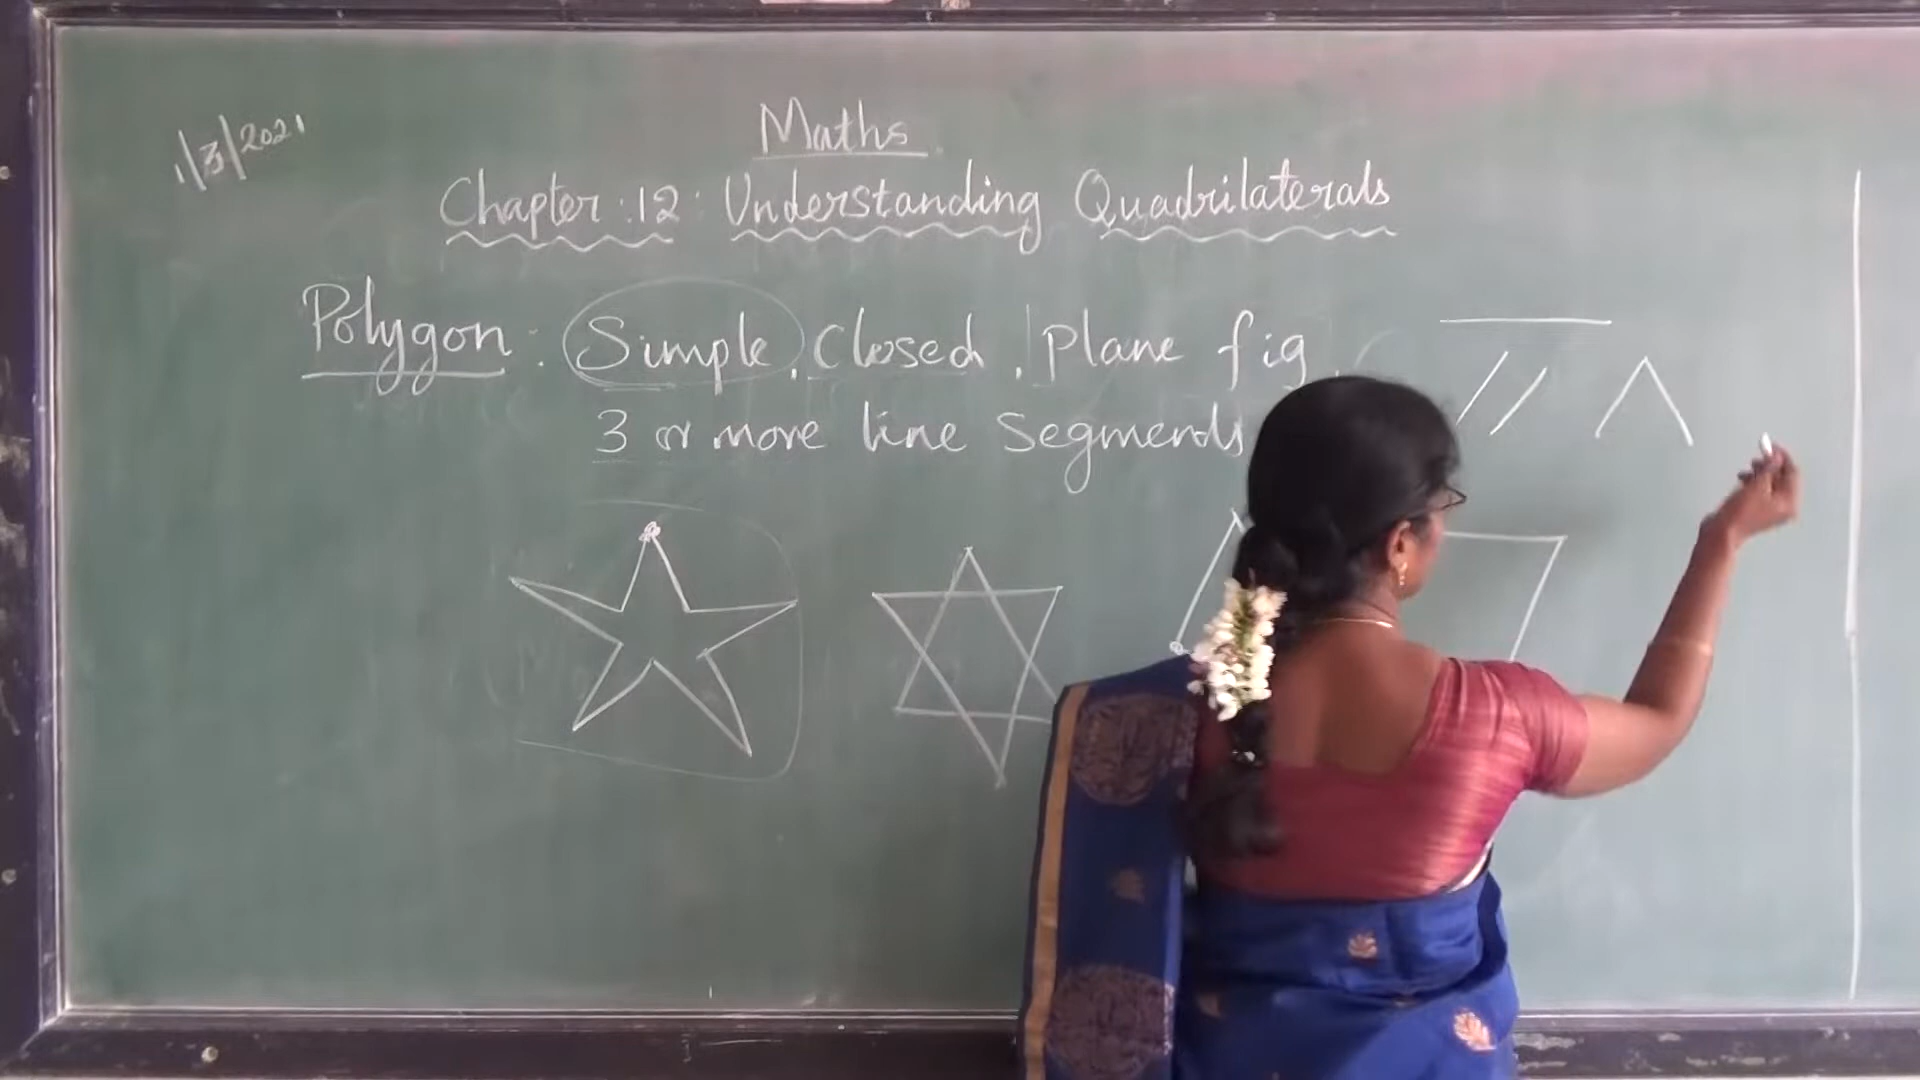 1/3/2021
Maths
Chapter : 12 : Understanding Quadrilaterals
Polygon : Simple, Closed, Plane fig.
3 or more line Segments